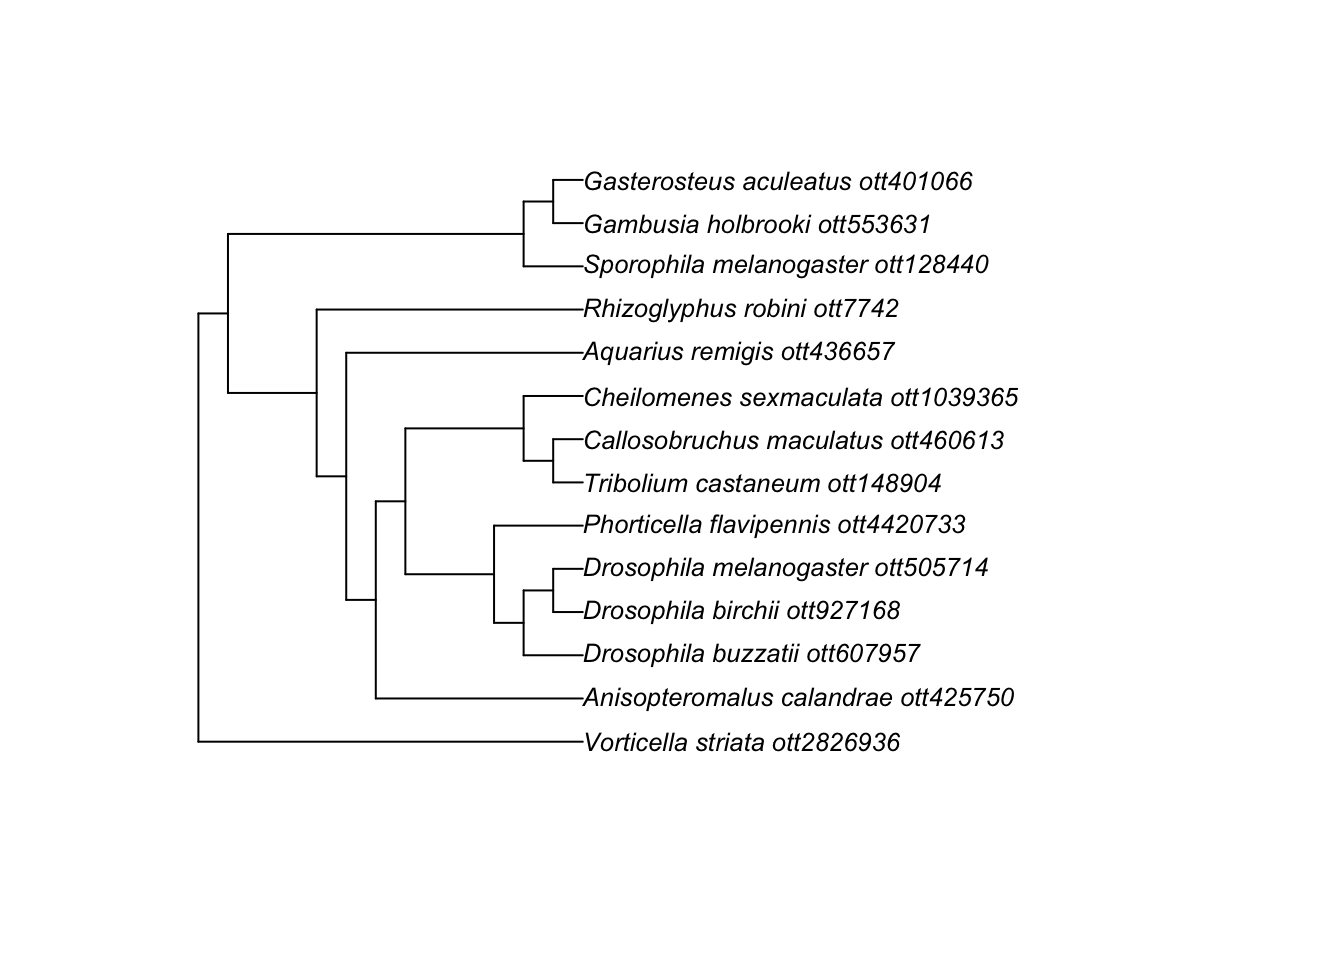 Gasterosteus aculeatus ott401066
Gambusia holbrooki ott553631
Sporophila melanogaster ott128440
Rhizoglyphus robini ott7742
Aquarius remigis ott436657
Cheilomenes sexmaculata ott1039365
Callosobruchus maculatus ott460613
Tribolium castaneum ott148904
Phorticella flavipennis ott4420733
Drosophila melanogaster ott505714
Drosophila birchii ott927168
Drosophila buzzatii ott607957
Anisopteromalus calandrae ott425750
Vorticella striata ott2826936